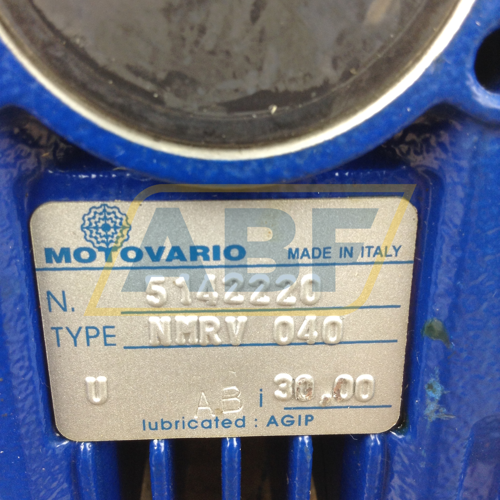 ABF
MOTOVARIO MADE IN ITALY
N. 5142220
TYPE NMRV 040
U AB i 30.00
lubricated : AGIP